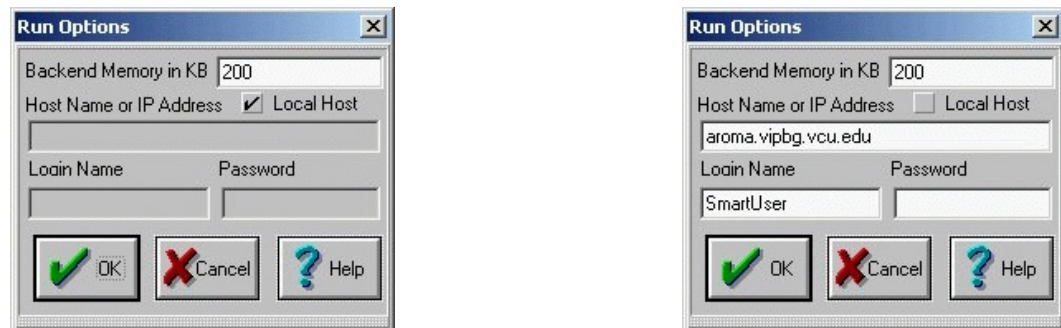 Run Options
Backend Memory in KB 200
Host Name or IP Address Local Host
Login Name Password
OK Cancel Help
Run Options
Backend Memory in KB 200
Host Name or IP Address Local Host
aroma.vipbg.vcu.edu
Login Name Password
SmartUser
OK Cancel Help